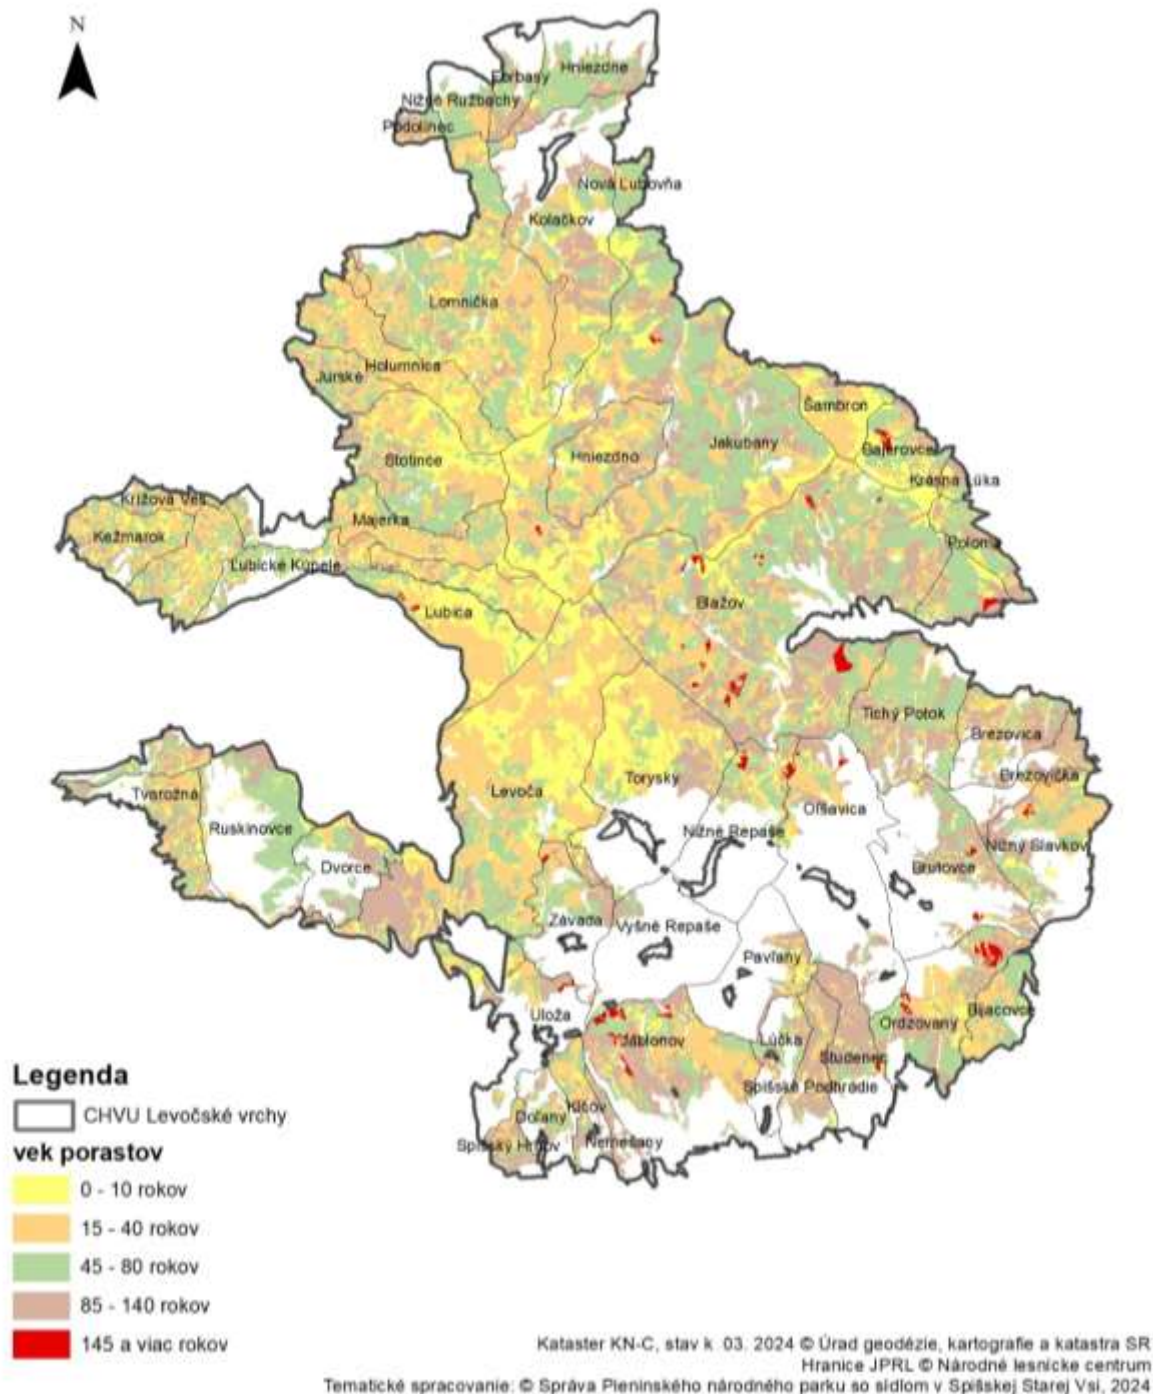 N
Hniezdne
Forbasy
Nižné Ružbachy
Podolínec
Nová Ľubovňa
Kolačkov
Lomnička
Holumnica
Jurské
Šambron
Jakubany
Šajerovce
Hniezdno
Stotince
Krásna Lúka
Krížová Ves
Majerka
Kežmarok
Poloma
Ľubické Kúpele
Blažov
Ľubica
Tichý Potok
Brezovica
Brezovička
Torysky
Tvarožná
Levoča
Oľšavica
Ruskinovce
Nižné Repaše
Nižný Slavkov
Dvorce
Brutovce
Závada
Vyšné Repaše
Pavľany
Uloža
Bijacovce
Ordzovany
Jablonov
Lúčka
Studenec
Spišské Podhradie
Klčov
Doľany
Spišský Hrhov
Nemešany
Legenda
CHVU Levočské vrchy
vek porastov
0 - 10 rokov
15 - 40 rokov
45 - 80 rokov
85 - 140 rokov
145 a viac rokov
Kataster KN-C, stav k 03. 2024 © Úrad geodézie, kartografie a katastra SR
Hranice JPRL © Národné lesnícke centrum
Tematické spracovanie: © Správa Pieninského národného parku so sídlom v Spišskej Starej Vsi, 2024